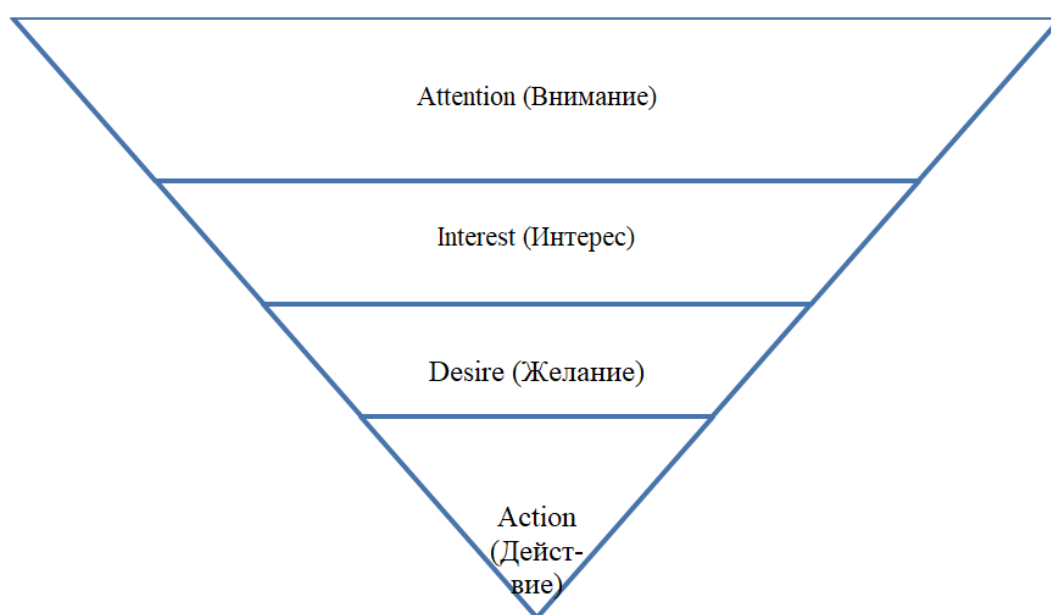 Attention (Внимание)
Interest (Интерес)
Desire (Желание)
Action
(Дейст-
вие)